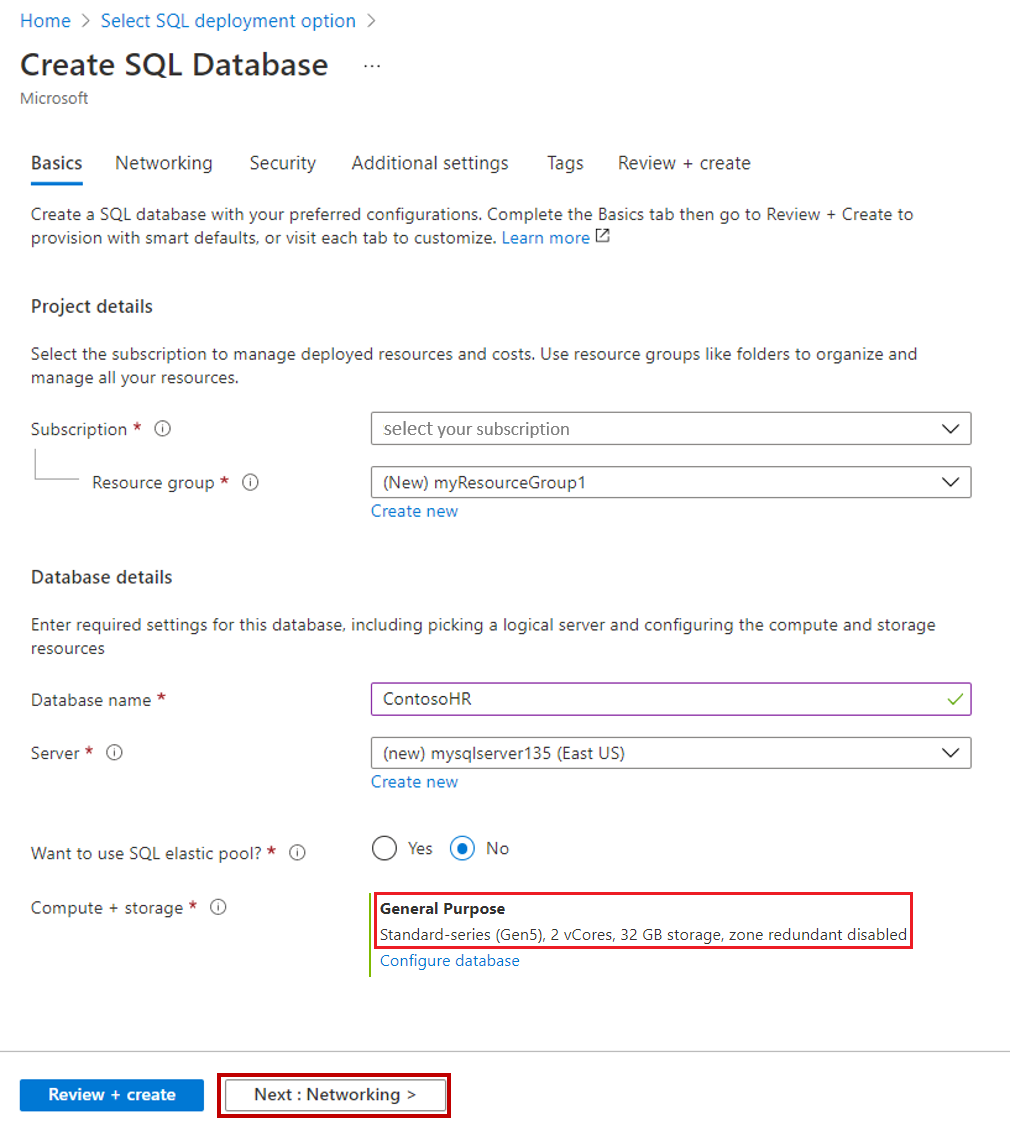 Home > Select SQL deployment option >
Create SQL Database ...
Microsoft
Basics Networking Security Additional settings Tags Review + create
Create a SQL database with your preferred configurations. Complete the Basics tab then go to Review + Create to
provision with smart defaults, or visit each tab to customize. Learn more
Project details
Select the subscription to manage deployed resources and costs. Use resource groups like folders to organize and
manage all your resources.
Subscription * select your subscription
Resource group * (New) myResourceGroup1
Create new
Database details
Enter required settings for this database, including picking a logical server and configuring the compute and storage
resources
Database name * ContosoHR
Server * (new) mysqlserver135 (East US)
Create new
Want to use SQL elastic pool? * Yes No
Compute + storage * General Purpose
Standard-series (Gen5), 2 vCores, 32 GB storage, zone redundant disabled
Configure database
Review + create Next : Networking >